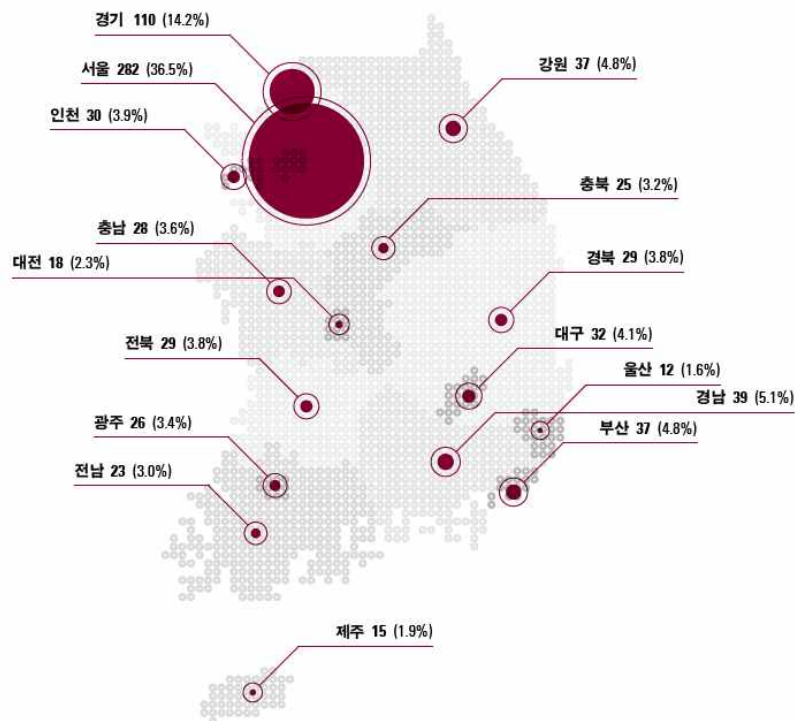 경기 110 (14.2%)
서울 282 (36.5%)
강원 37 (4.8%)
인천 30 (3.9%)
충북 25 (3.2%)
충남 28 (3.6%)
대전 18 (2.3%)
경북 29 (3.8%)
전북 29 (3.8%)
대구 32 (4.1%)
울산 12 (1.6%)
경남 39 (5.1%)
광주 26 (3.4%)
부산 37 (4.8%)
전남 23 (3.0%)
제주 15 (1.9%)